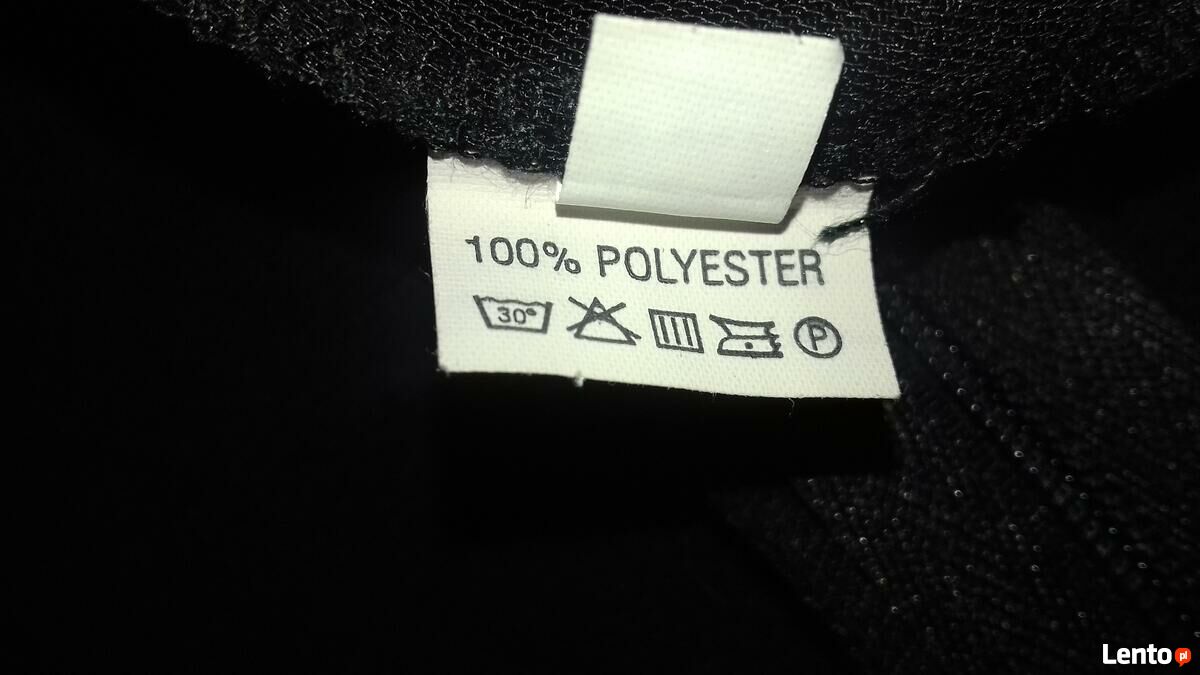 100% POLYESTER
30°
P
Lento.pl